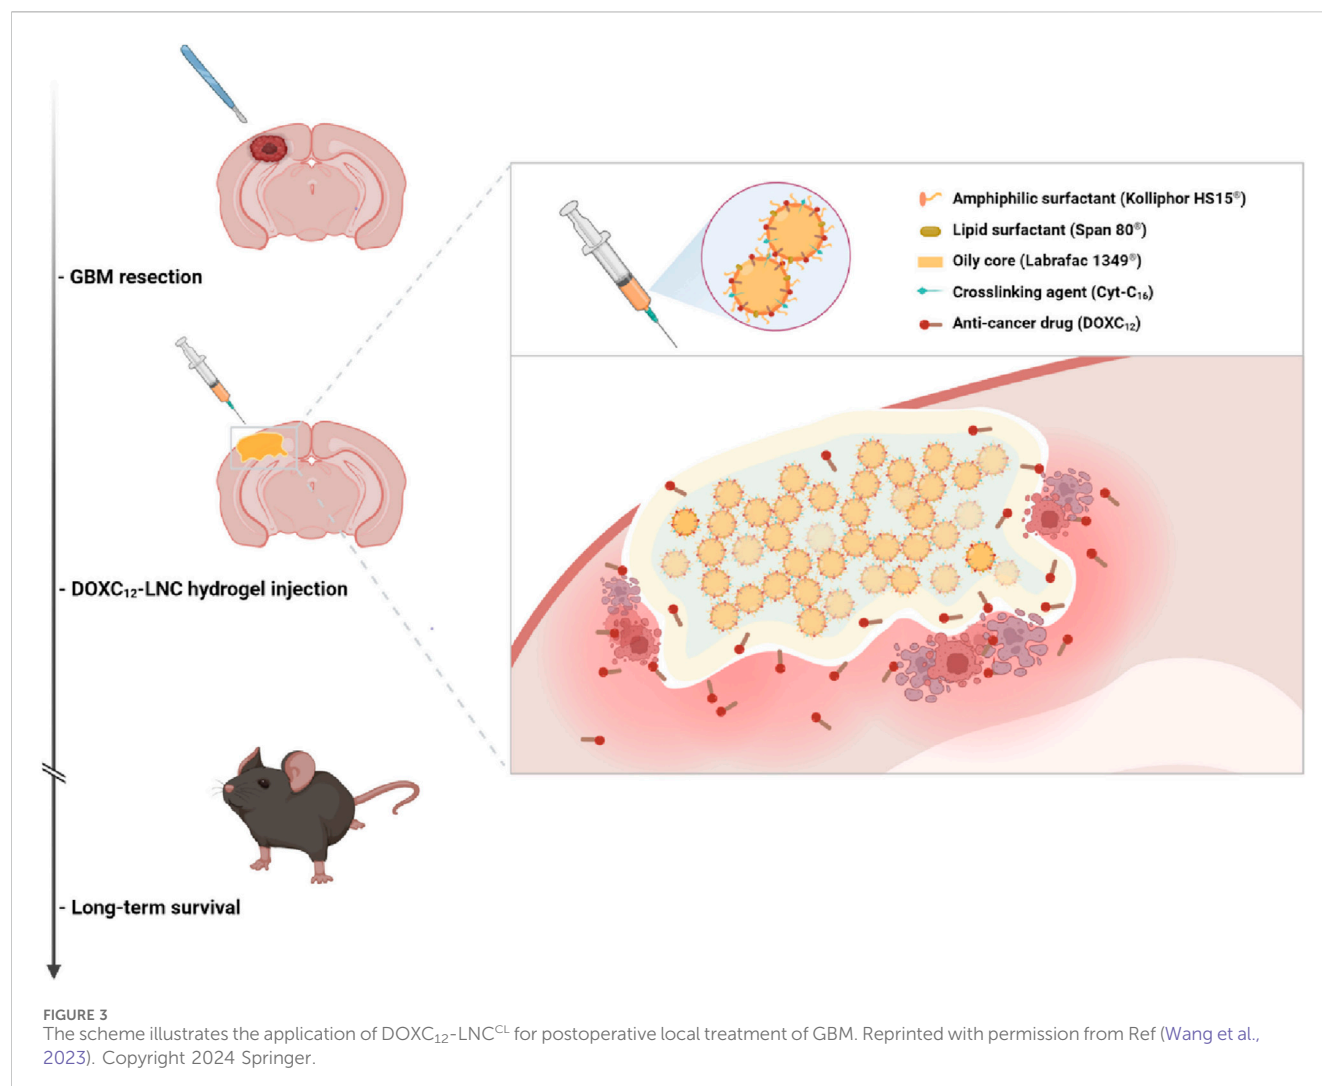 - GBM resection
Amphiphilic surfactant (Kolliphor HS15®)
Lipid surfactant (Span 80®)
Oily core (Labrafac 1349®)
Crosslinking agent (Cyt-C₁₆)
Anti-cancer drug (DOXC₁₂)
- DOXC₁₂-LNC hydrogel injection
- Long-term survival
FIGURE 3
The scheme illustrates the application of DOXC₁₂-LNCᶜᴸ for postoperative local treatment of GBM. Reprinted with permission from Ref (Wang et al.,
2023). Copyright 2024 Springer.